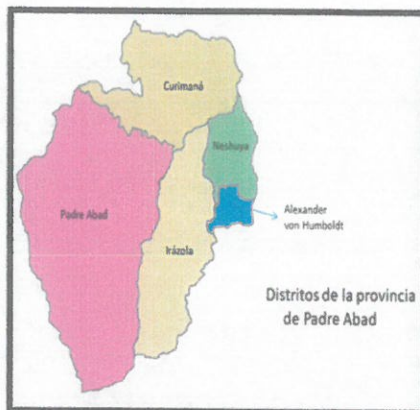 Curimaná
Neshuya
Padre Abad
Alexander
von Humboldt
Irázola
Distritos de la provincia
de Padre Abad